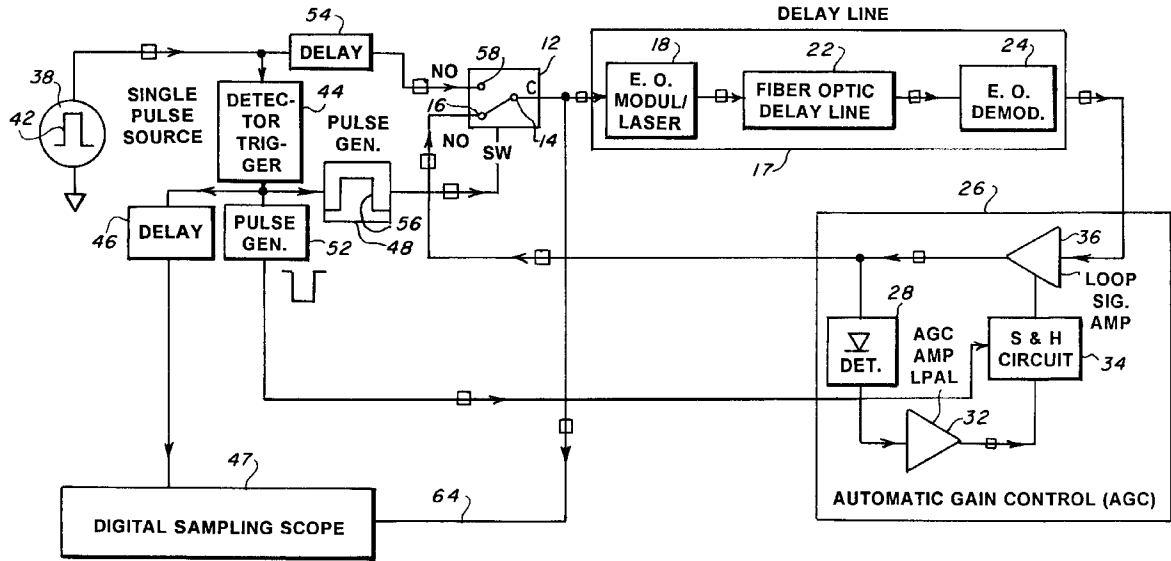 DELAY LINE
54
DELAY
38
42
SINGLE
PULSE
SOURCE
DETEC-
TOR
TRIG-
GER
44
PULSE
GEN.
NO
58
12
C
16
14
NO
SW
18
E. O.
MODUL/
LASER
22
FIBER OPTIC
DELAY LINE
24
E. O.
DEMOD.
17
46
DELAY
PULSE
GEN.
52
56
48
26
36
LOOP
SIG.
AMP
28
DET.
AGC
AMP
LPAL
S & H
CIRCUIT
34
32
AUTOMATIC GAIN CONTROL (AGC)
47
DIGITAL SAMPLING SCOPE
64